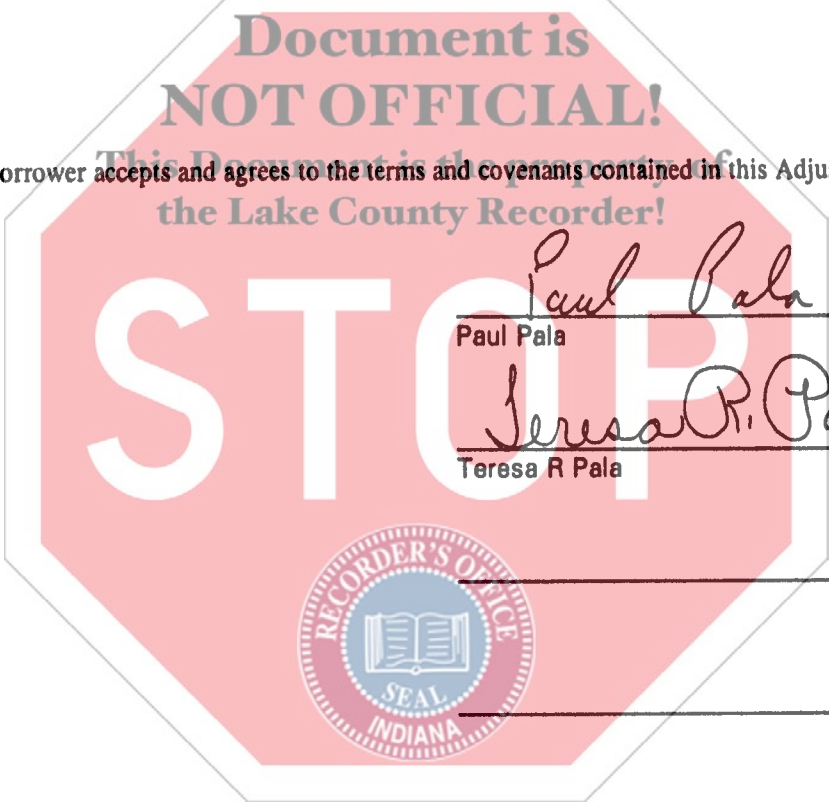 Document is
NOT OFFICIAL!
This Document is the property of
orrower accepts and agrees to the terms and covenants contained in this Adju
the Lake County Recorder!
STOP
Paul Pala
Paul Pala
Teresa R. Pa
Teresa R Pala
RECORDER'S OFFICE
SEAL
INDIANA